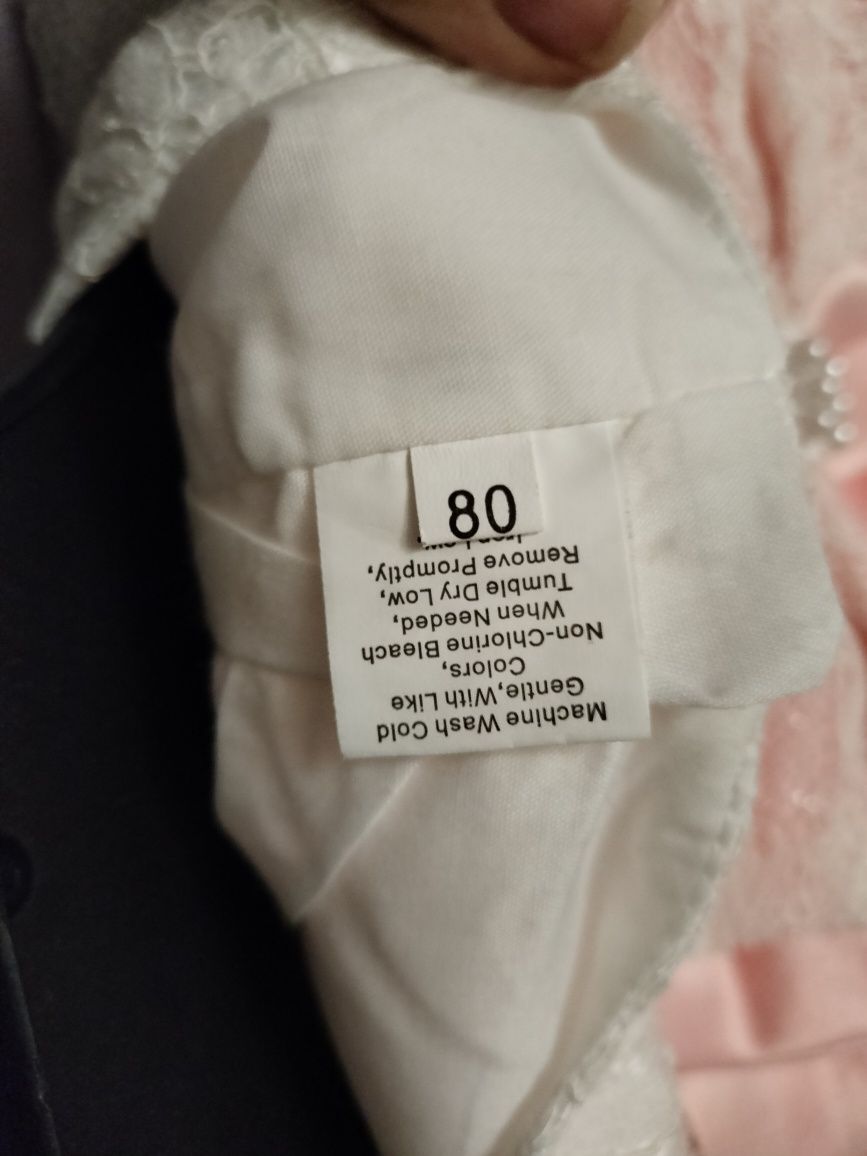 80
Machine Wash Cold
Gentle,With Like
Colors,
Non-Chlorine Bleach
When Needed,
Tumble Dry Low,
Remove Promptly,